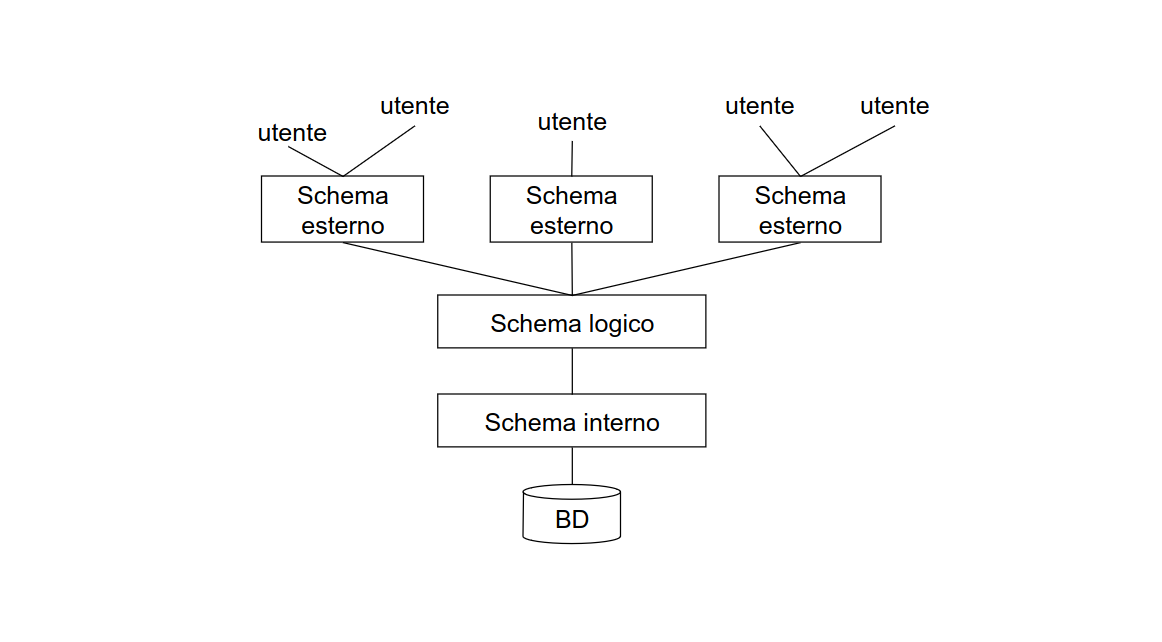 utente
utente
utente
utente
utente
Schema
esterno
Schema
esterno
Schema
esterno
Schema logico
Schema interno
BD